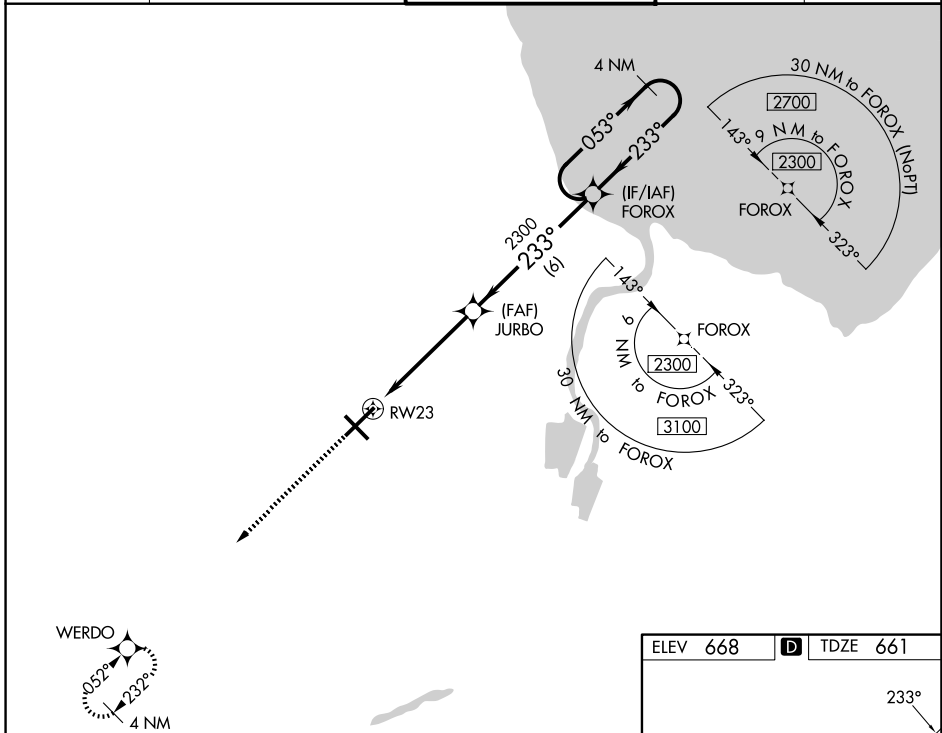 4 NM
053°
233°
(IF/IAF)
FOROX
30 NM to FOROX (NoPT)
2700
143°
9 NM to FOROX
2300
FOROX
323°
2300
233°
(6)
(FAF)
JURBO
143°
FOROX
9 NM to FOROX
2300
323°
30 NM to FOROX
3100
RW23
WERDO
052°
232°
4 NM
ELEV 668 D TDZE 661
233°